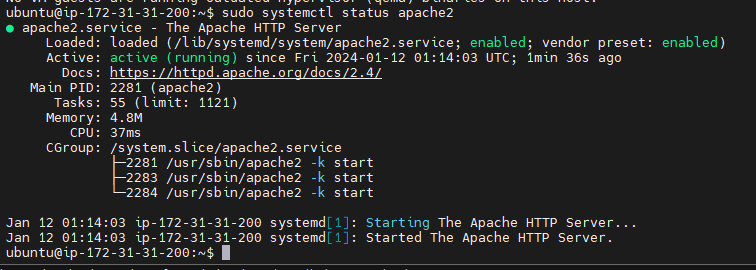 ubuntu@ip-172-31-31-200:~$ sudo systemctl status apache2
● apache2.service - The Apache HTTP Server
Loaded: loaded (/lib/systemd/system/apache2.service; enabled; vendor preset: enabled)
Active: active (running) since Fri 2024-01-12 01:14:03 UTC; 1min 36s ago
Docs: https://httpd.apache.org/docs/2.4/
Main PID: 2281 (apache2)
Tasks: 55 (limit: 1121)
Memory: 4.8M
CPU: 37ms
CGroup: /system.slice/apache2.service
├─2281 /usr/sbin/apache2 -k start
├─2283 /usr/sbin/apache2 -k start
└─2284 /usr/sbin/apache2 -k start
Jan 12 01:14:03 ip-172-31-31-200 systemd[1]: Starting The Apache HTTP Server...
Jan 12 01:14:03 ip-172-31-31-200 systemd[1]: Started The Apache HTTP Server.
ubuntu@ip-172-31-31-200:~$